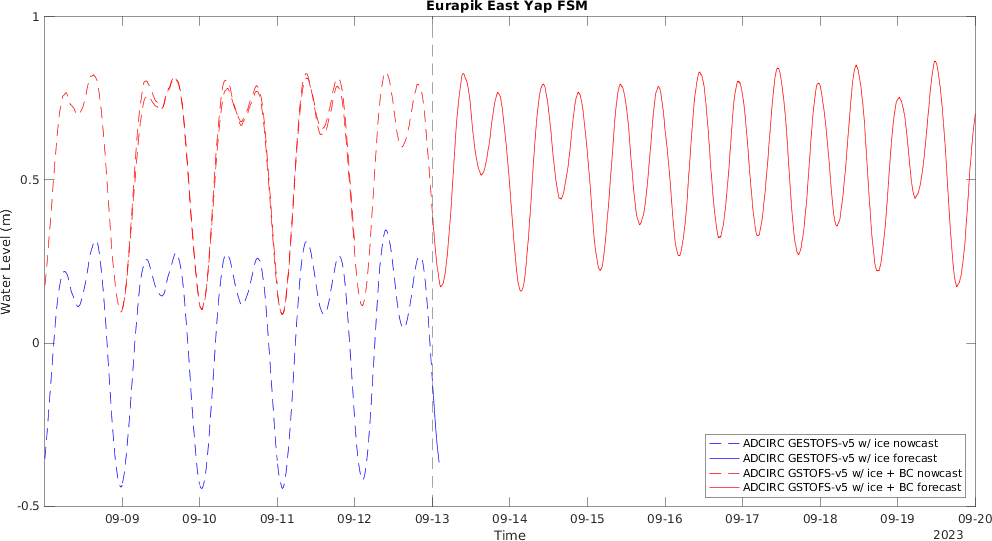 Eurapik East Yap FSM
1
0.5
0
-0.5
Water Level (m)
09-09 09-10 09-11 09-12 09-13 09-14 09-15 09-16 09-17 09-18 09-19 09-20
Time
2023
ADCIRC GESTOFS-v5 w/ ice nowcast
ADCIRC GESTOFS-v5 w/ ice forecast
ADCIRC GSTOFS-v5 w/ ice + BC nowcast
ADCIRC GSTOFS-v5 w/ ice + BC forecast